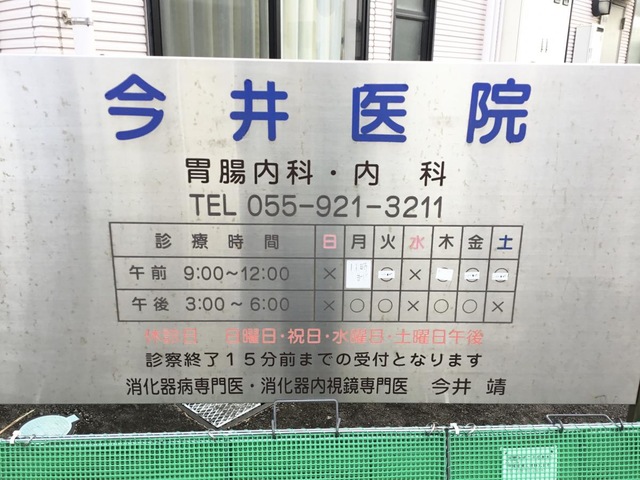 今井医院
胃腸内科・内　科
TEL 055-921-3211
診療時間 日 月 火 水 木 金 土
午前 9:00～12:00 × ○ × ○ ○
午後 3:00～6:00 × ○ ○ × ○ ○ ×
休診日　日曜日・祝日・水曜日・土曜日午後
診察終了１５分前までの受付となります
消化器病専門医・消化器内視鏡専門医　今井 靖